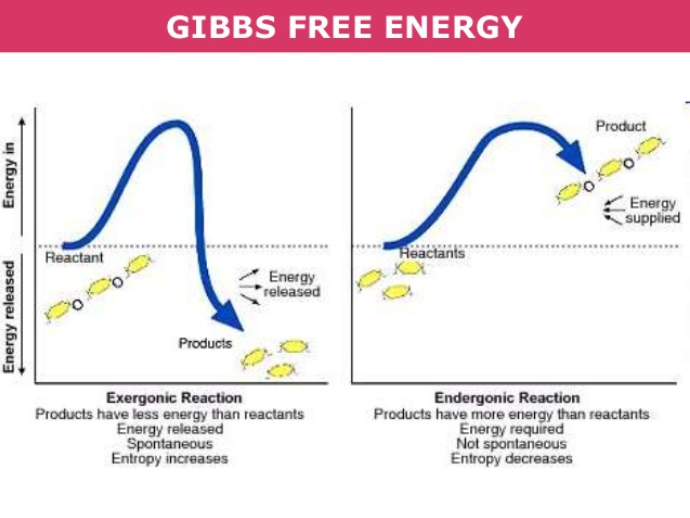 GIBBS FREE ENERGY
Energy in
Energy released
Reactant
Energy
released
Products
Exergonic Reaction
Products have less energy than reactants
Energy released
Spontaneous
Entropy increases
Product
Energy
supplied
Reactants
Endergonic Reaction
Products have more energy than reactants
Energy required
Not spontaneous
Entropy decreases